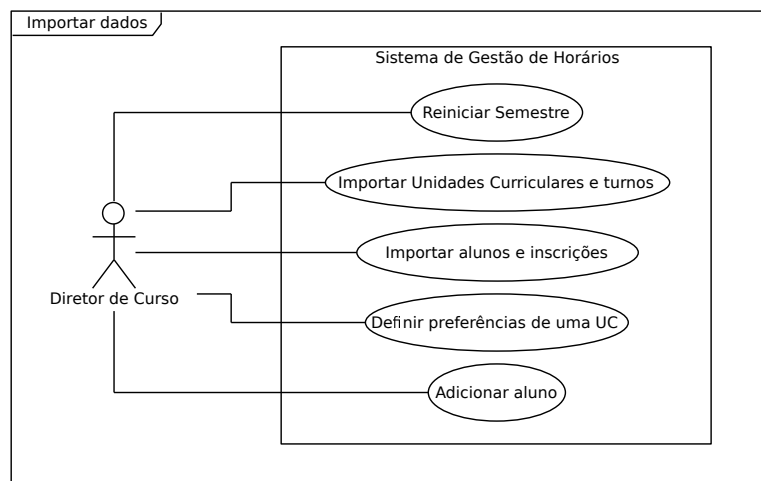 Importar dados
Sistema de Gestão de Horários
Reiniciar Semestre
Importar Unidades Curriculares e turnos
Importar alunos e inscrições
Diretor de Curso
Definir preferências de uma UC
Adicionar aluno